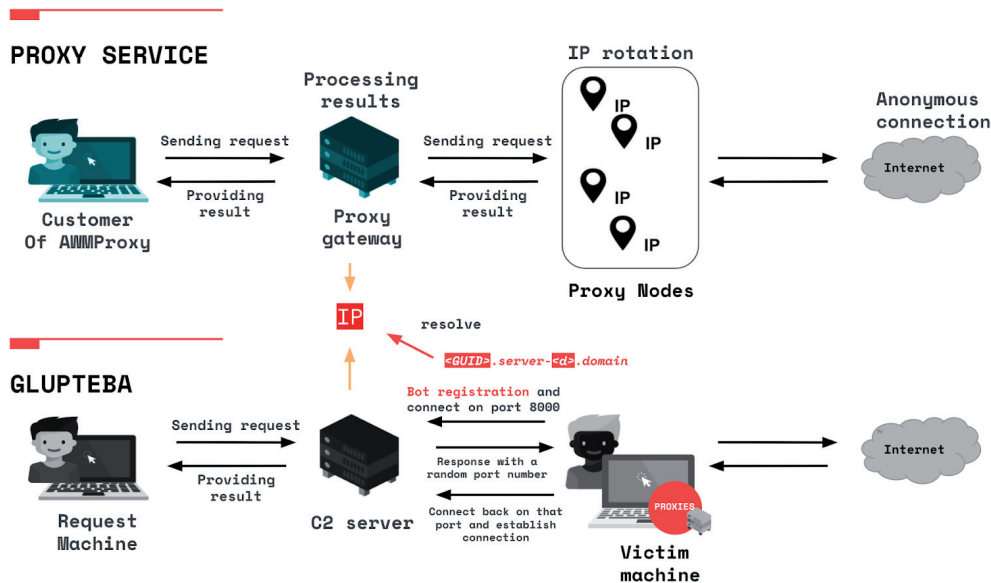 PROXY SERVICE
IP rotation
Processing
results
IP
IP
IP
IP
Anonymous
connection
Internet
Sending request
Providing
result
Sending request
Providing
result
Customer
Of AWMProxy
Proxy
gateway
Proxy Nodes
IP
resolve
<GUID>.server-<d>.domain
GLUPTEBA
Bot registration and
connect on port 8000
Sending request
Providing
result
Response with a
random port number
Connect back on that
port and establish
connection
PROXIES
Internet
Request
Machine
C2 server
Victim
machine